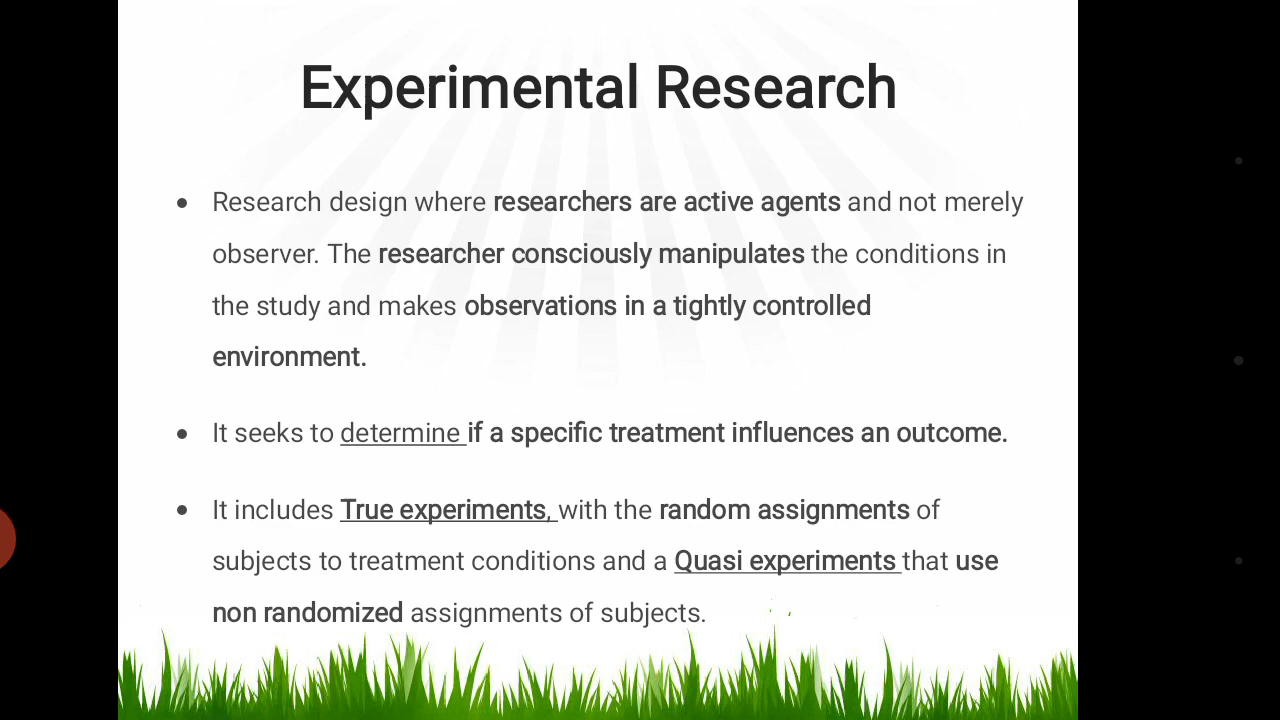 Experimental Research
• Research design where researchers are active agents and not merely
observer. The researcher consciously manipulates the conditions in
the study and makes observations in a tightly controlled
environment.
• It seeks to determine if a specific treatment influences an outcome.
• It includes True experiments, with the random assignments of
subjects to treatment conditions and a Quasi experiments that use
non randomized assignments of subjects.